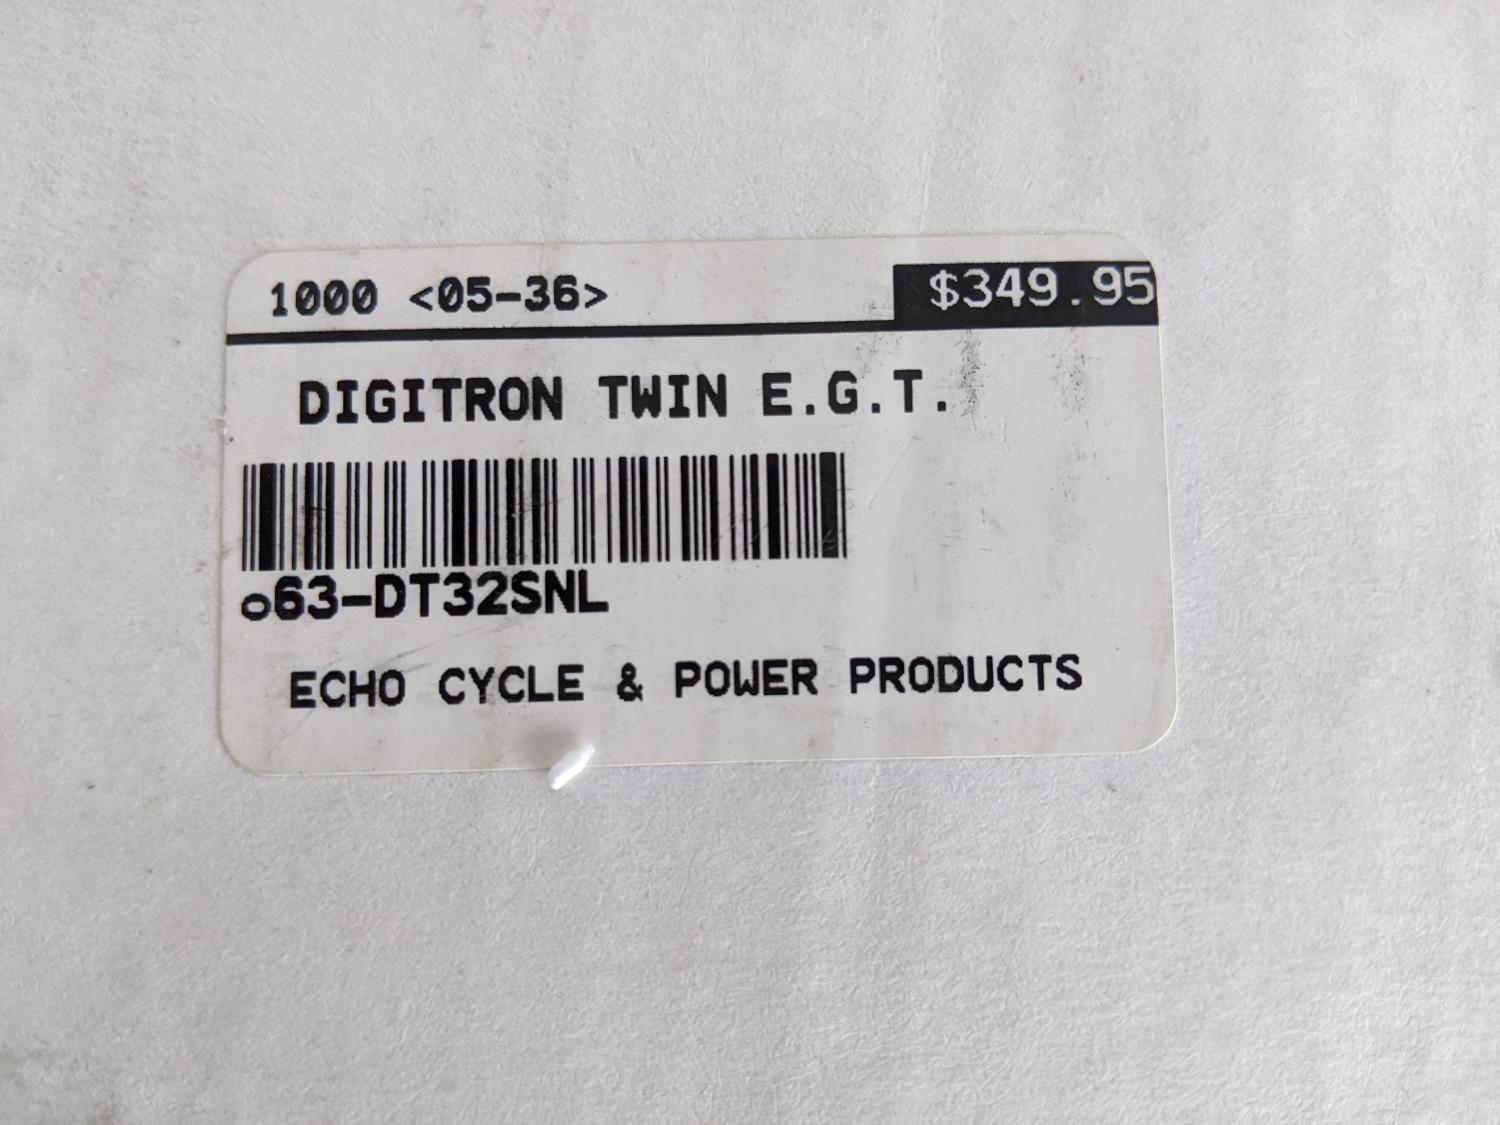 1000 <05-36>
$349.95
DIGITRON TWIN E.G.T.
o63-DT32SNL
ECHO CYCLE & POWER PRODUCTS